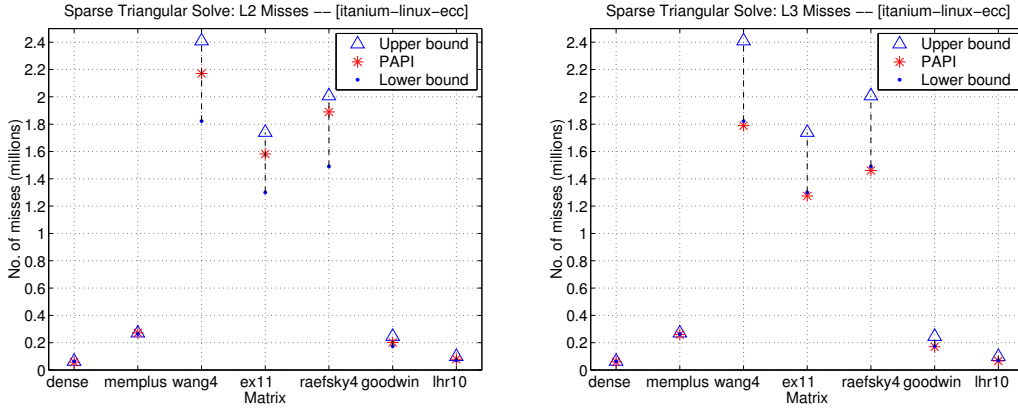 Sparse Triangular Solve: L2 Misses −− [itanium−linux−ecc]
No. of misses (millions)
2.4
2.2
2
1.8
1.6
1.4
1.2
1
0.8
0.6
0.4
0.2
0
Upper bound
PAPI
Lower bound
dense memplus wang4 ex11 raefsky4 goodwin lhr10
Matrix
Sparse Triangular Solve: L3 Misses −− [itanium−linux−ecc]
No. of misses (millions)
2.4
2.2
2
1.8
1.6
1.4
1.2
1
0.8
0.6
0.4
0.2
0
Upper bound
PAPI
Lower bound
dense memplus wang4 ex11 raefsky4 goodwin lhr10
Matrix